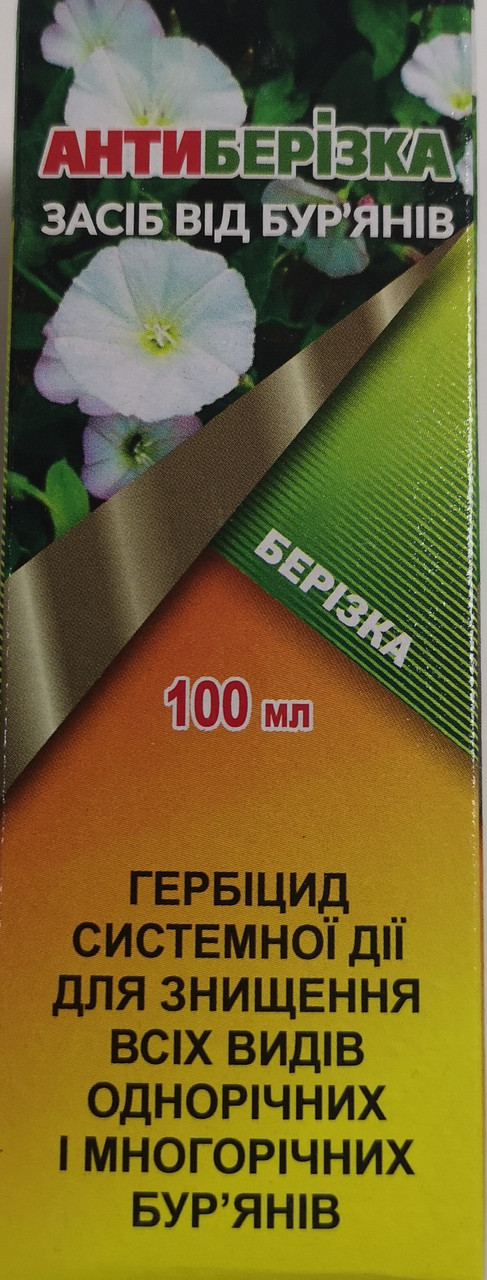 АНТИБЕРІЗКА
ЗАСІБ ВІД БУР'ЯНІВ
БЕРІЗКА
100 мл
ГЕРБІЦИД
СИСТЕМНОЇ ДІЇ
ДЛЯ ЗНИЩЕННЯ
ВСІХ ВИДІВ
ОДНОРІЧНИХ
І МНОГОРІЧНИХ
БУР'ЯНІВ